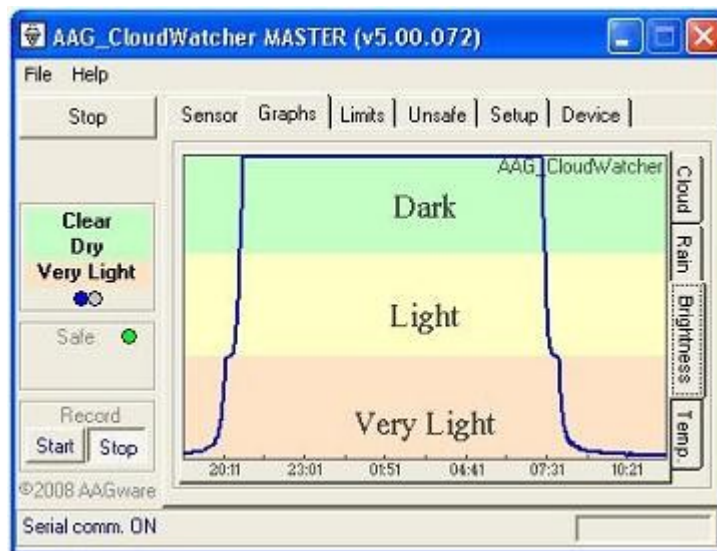 AAG_CloudWatcher MASTER (v5.00.072)
File Help
Stop
Sensor Graphs Limits Unsafe Setup Device
AAG_CloudWatcher
Dark
Light
Very Light
20:11 23:01 01:51 04:41 07:31 10:21
Cloud
Rain
Brightness
Temp.
Clear
Dry
Very Light
Safe
Record
Start Stop
©2008 AAGware
Serial comm. ON